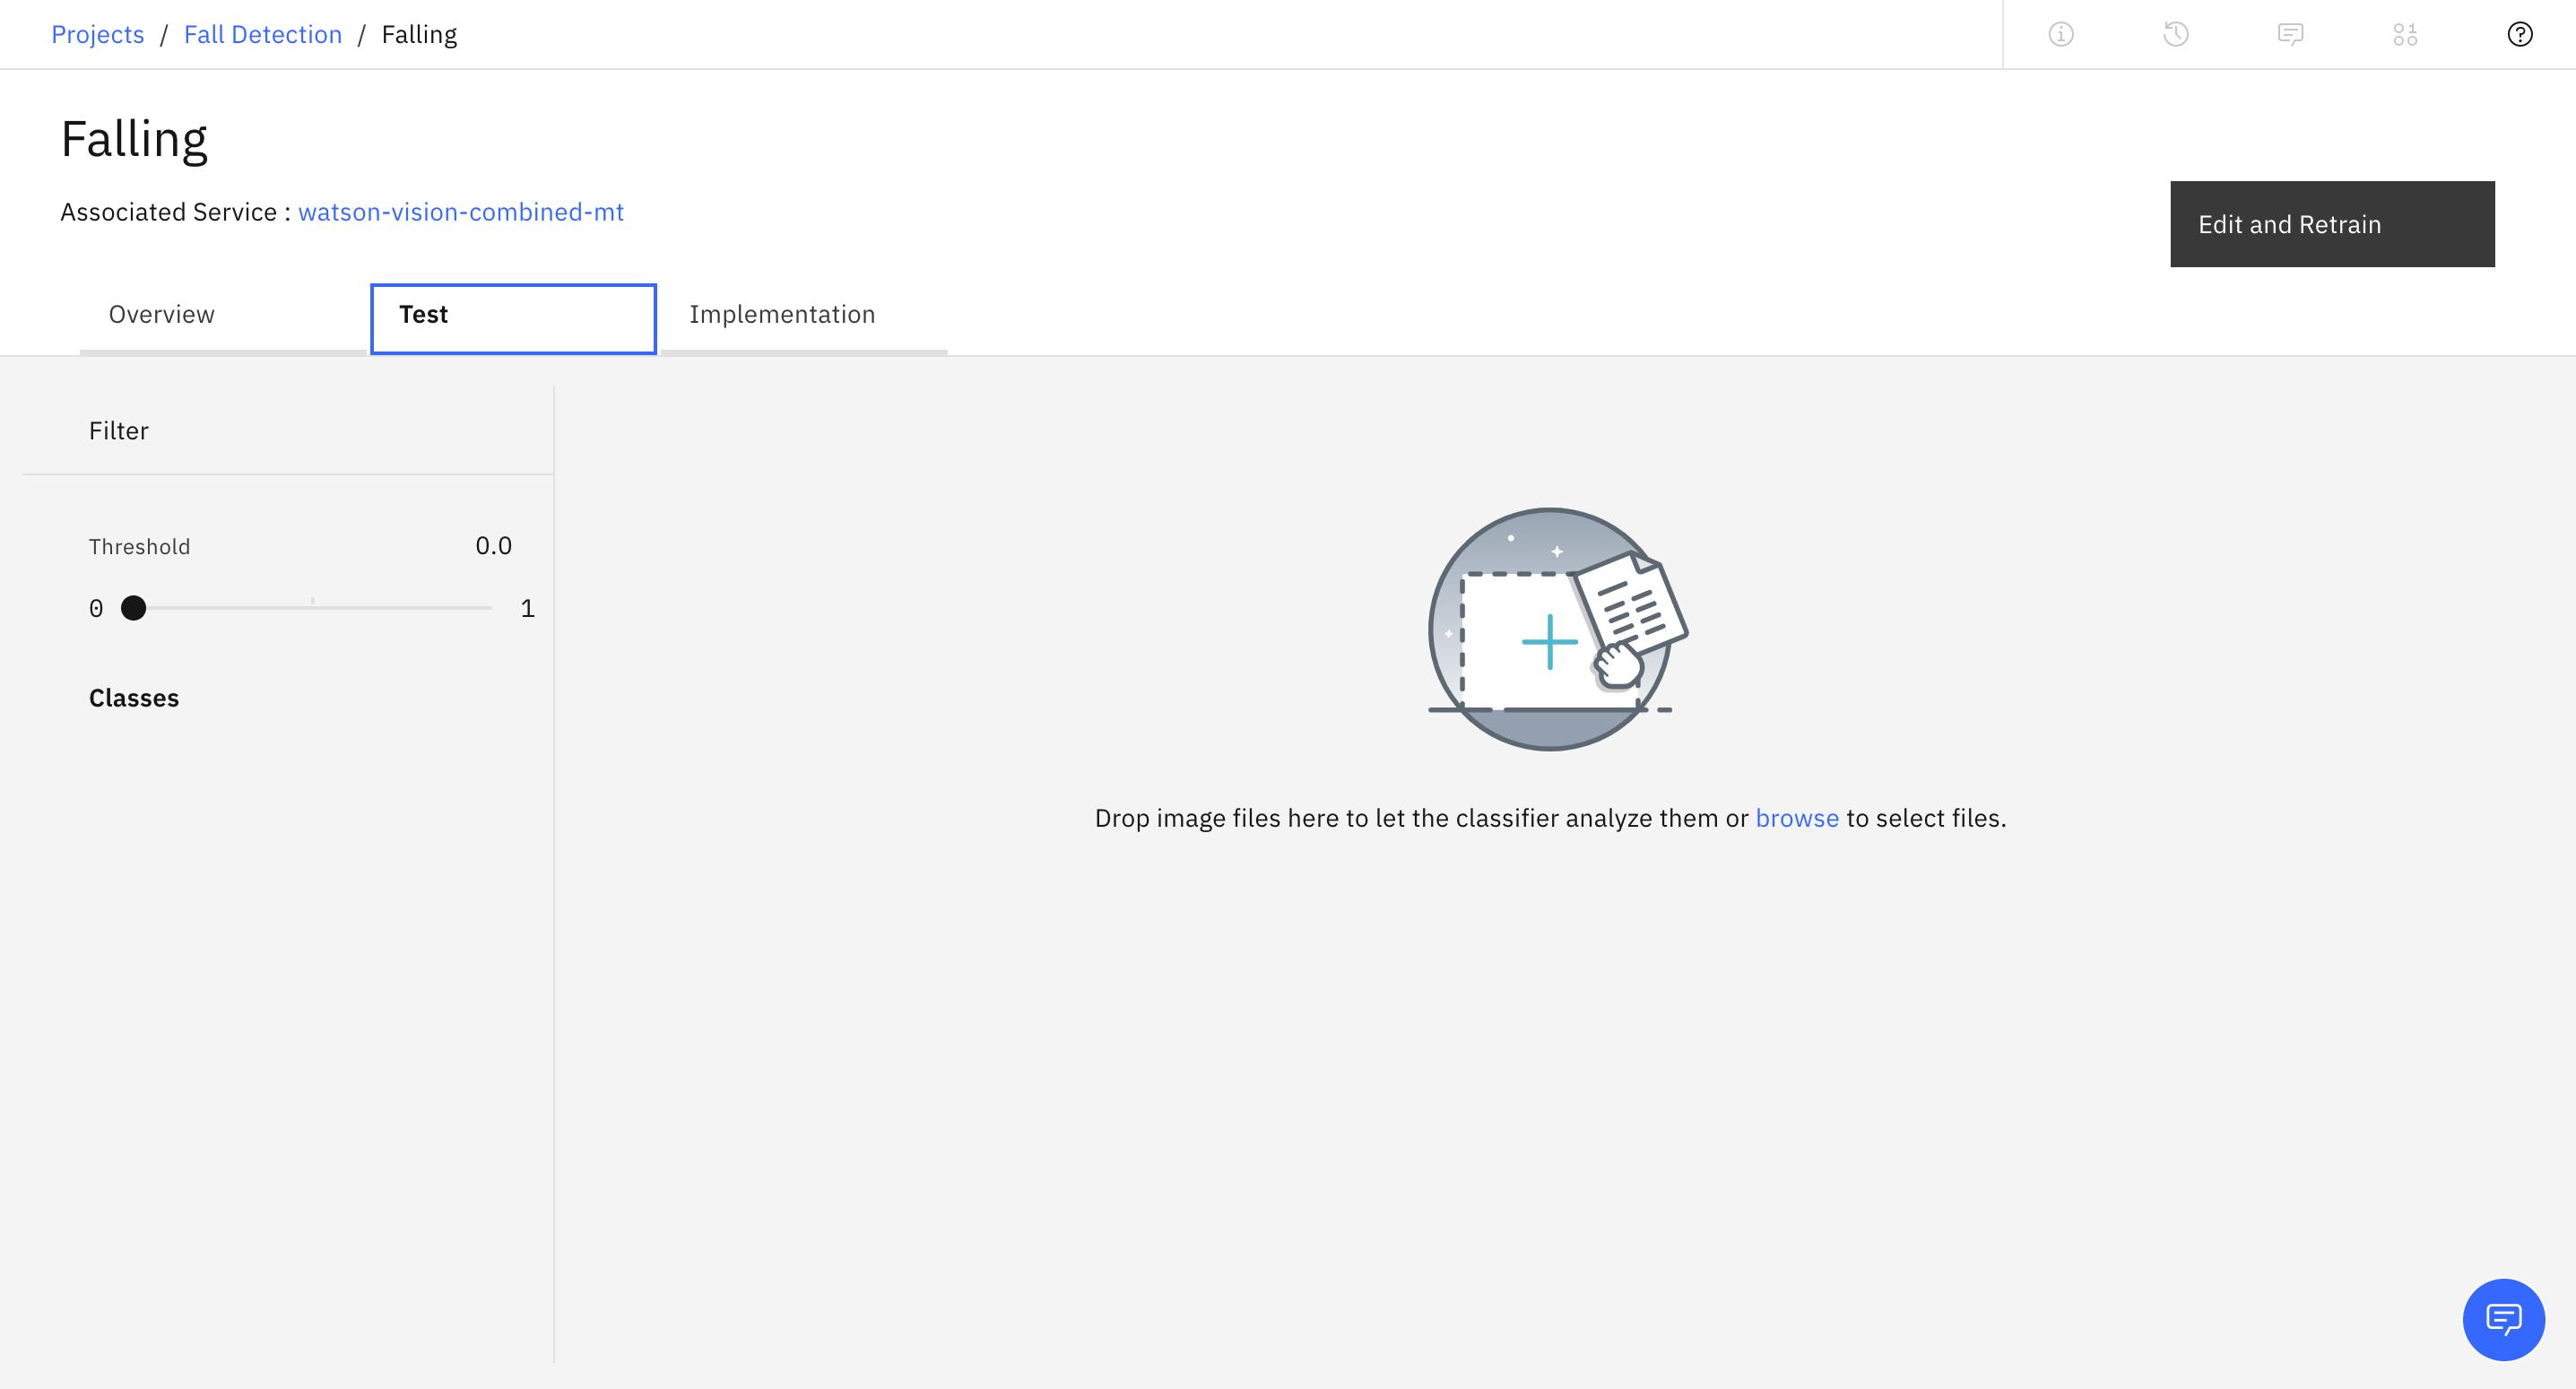 Projects / Fall Detection / Falling
Falling
Associated Service : watson-vision-combined-mt
Edit and Retrain
Overview
Test
Implementation
Filter
Threshold 0.0
0 1
Classes
Drop image files here to let the classifier analyze them or browse to select files.